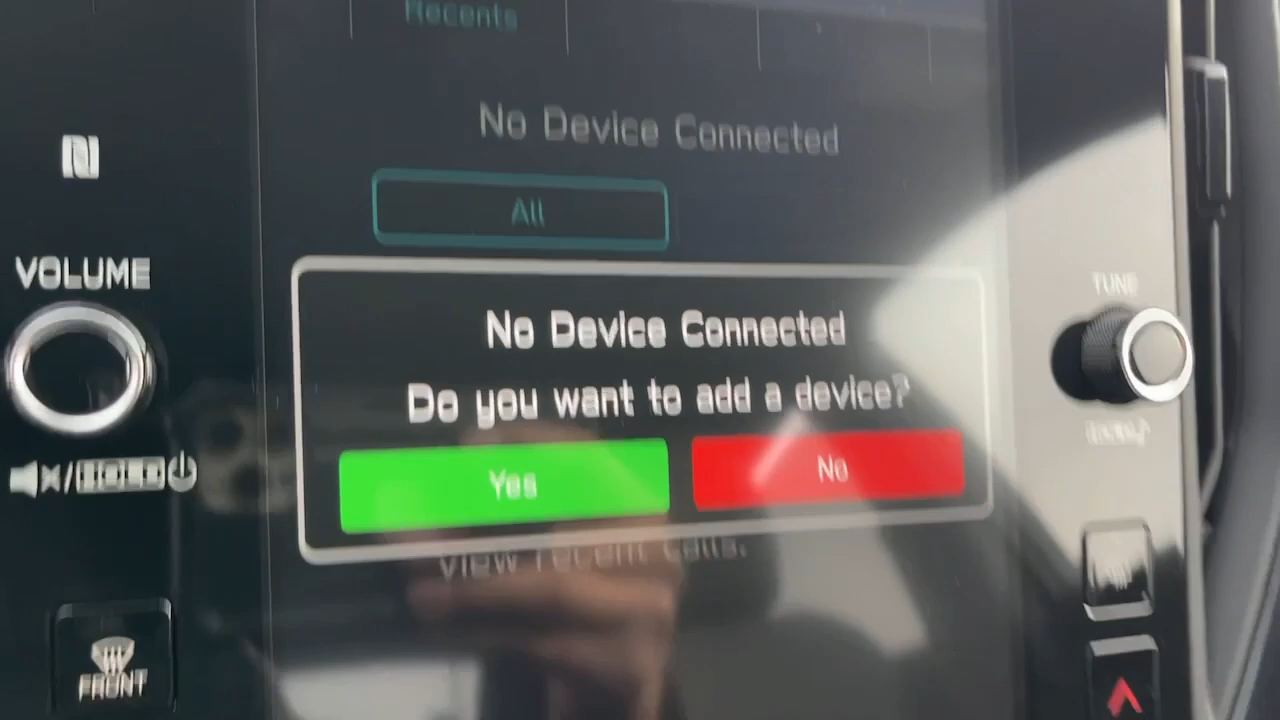 Recents
No Device Connected
All
VOLUME
No Device Connected
TUNE
Do you want to add a device?
Yes
No
HOLD
View recent calls.
FRONT